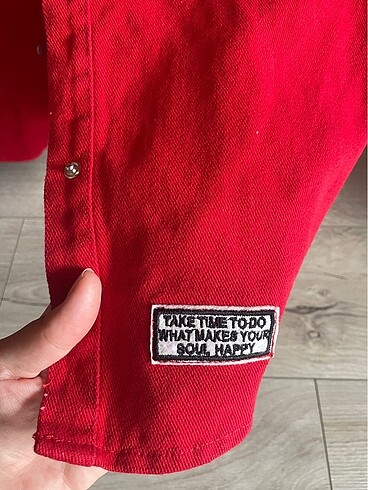 TAKE TIME TO DO
WHAT MAKES YOUR
SOUL HAPPY